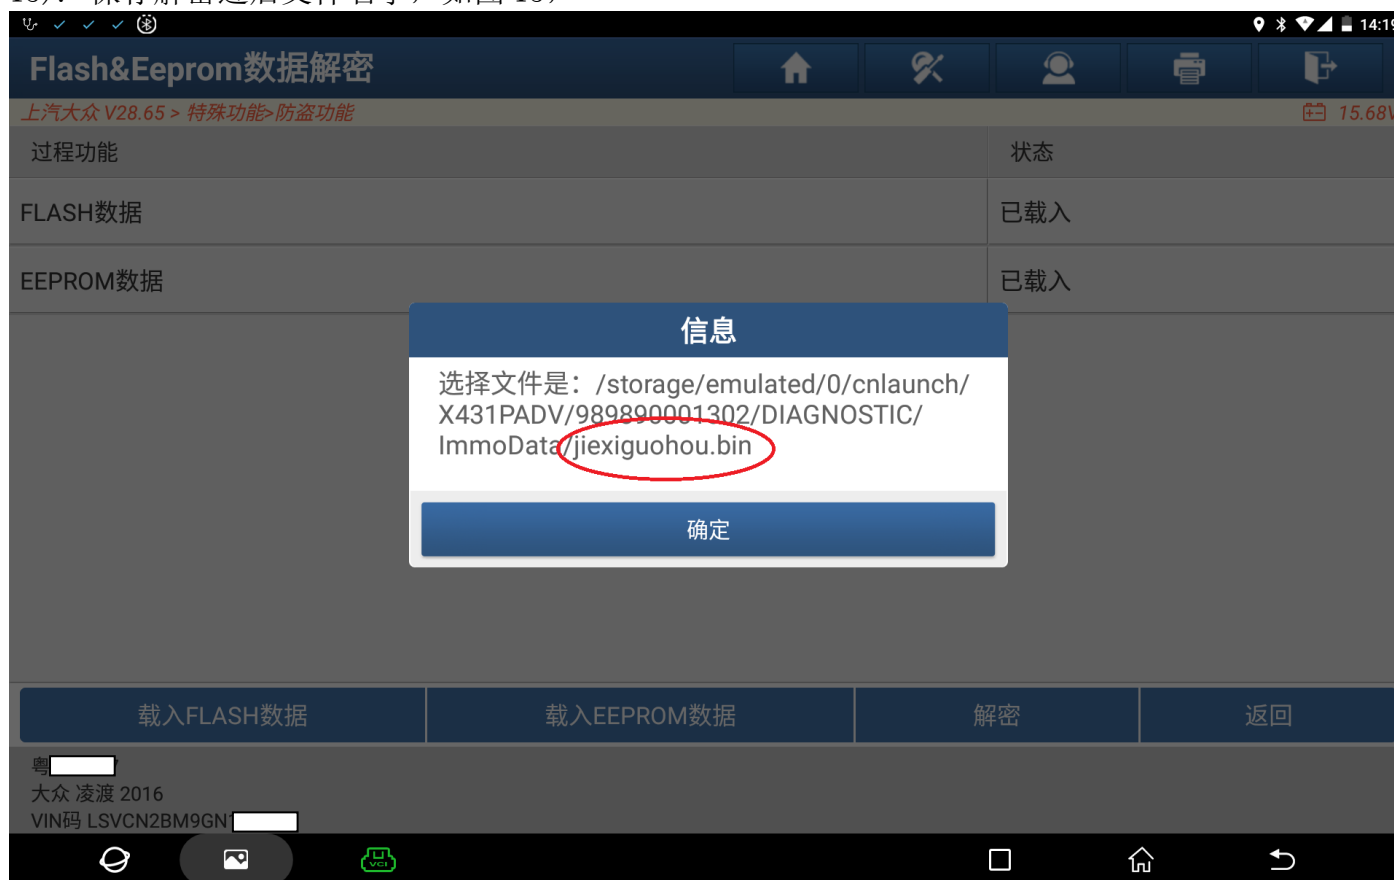 14:19
Flash&Eeprom数据解密
上汽大众 V28.65 > 特殊功能>防盗功能
15.68V
过程功能
状态
FLASH数据
已载入
EEPROM数据
已载入
信息
选择文件是：/storage/emulated/0/cnlaunch/
X431PADV/989890001302/DIAGNOSTIC/
ImmoData/jiexiguohou.bin
确定
载入FLASH数据
载入EEPROM数据
解密
返回
粤
大众 凌渡 2016
VIN码 LSVCN2BM9GN
VCI